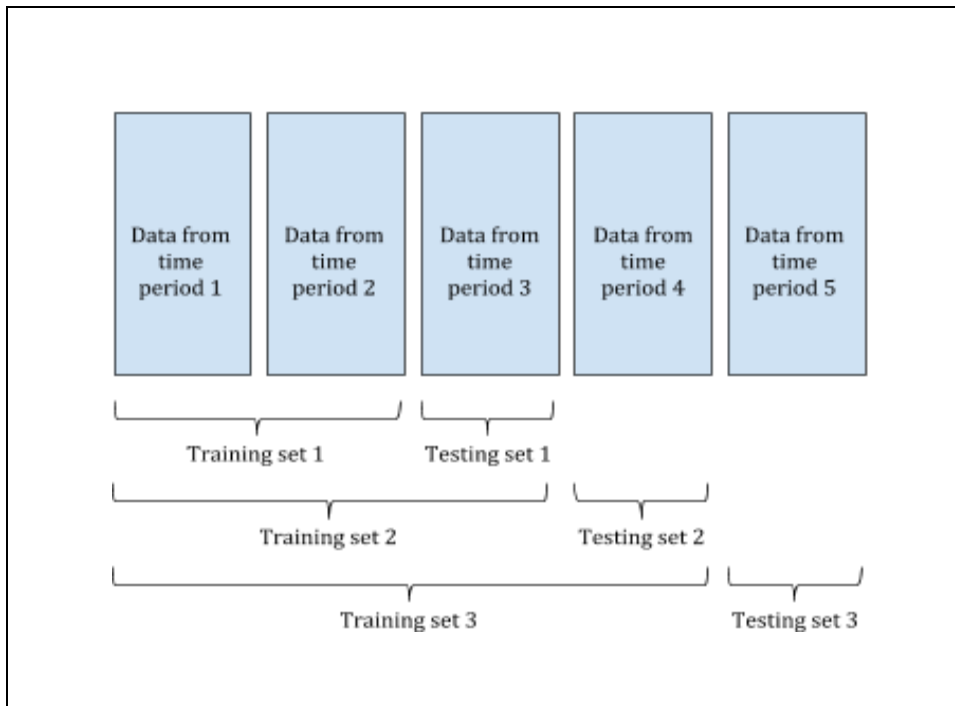 Data from
time
period 1
Data from
time
period 2
Data from
time
period 3
Data from
time
period 4
Data from
time
period 5
Training set 1
Testing set 1
Training set 2
Testing set 2
Training set 3
Testing set 3